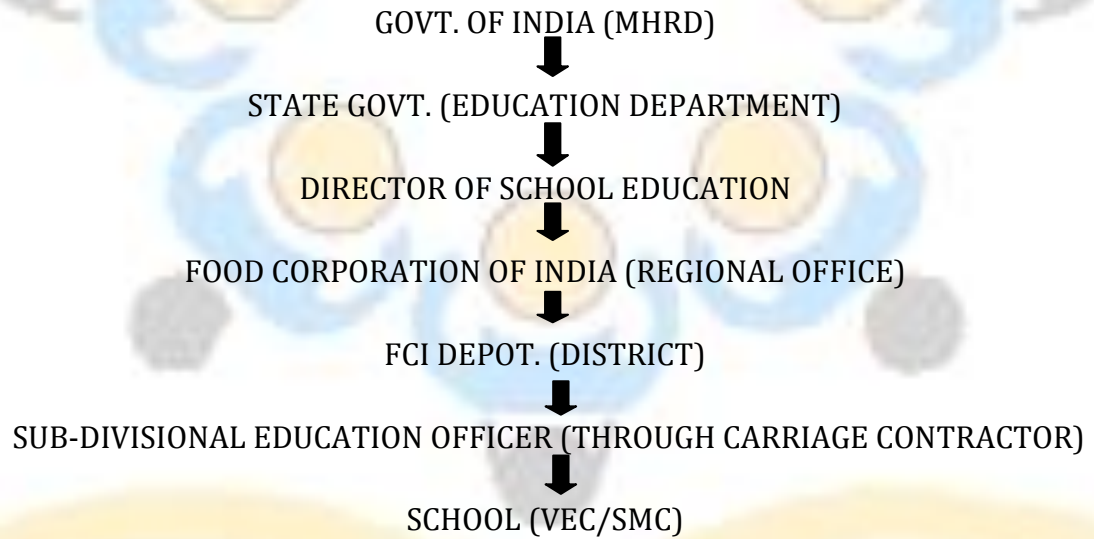 GOVT. OF INDIA (MHRD)
STATE GOVT. (EDUCATION DEPARTMENT)
DIRECTOR OF SCHOOL EDUCATION
FOOD CORPORATION OF INDIA (REGIONAL OFFICE)
FCI DEPOT. (DISTRICT)
SUB-DIVISIONAL EDUCATION OFFICER (THROUGH CARRIAGE CONTRACTOR)
SCHOOL (VEC/SMC)